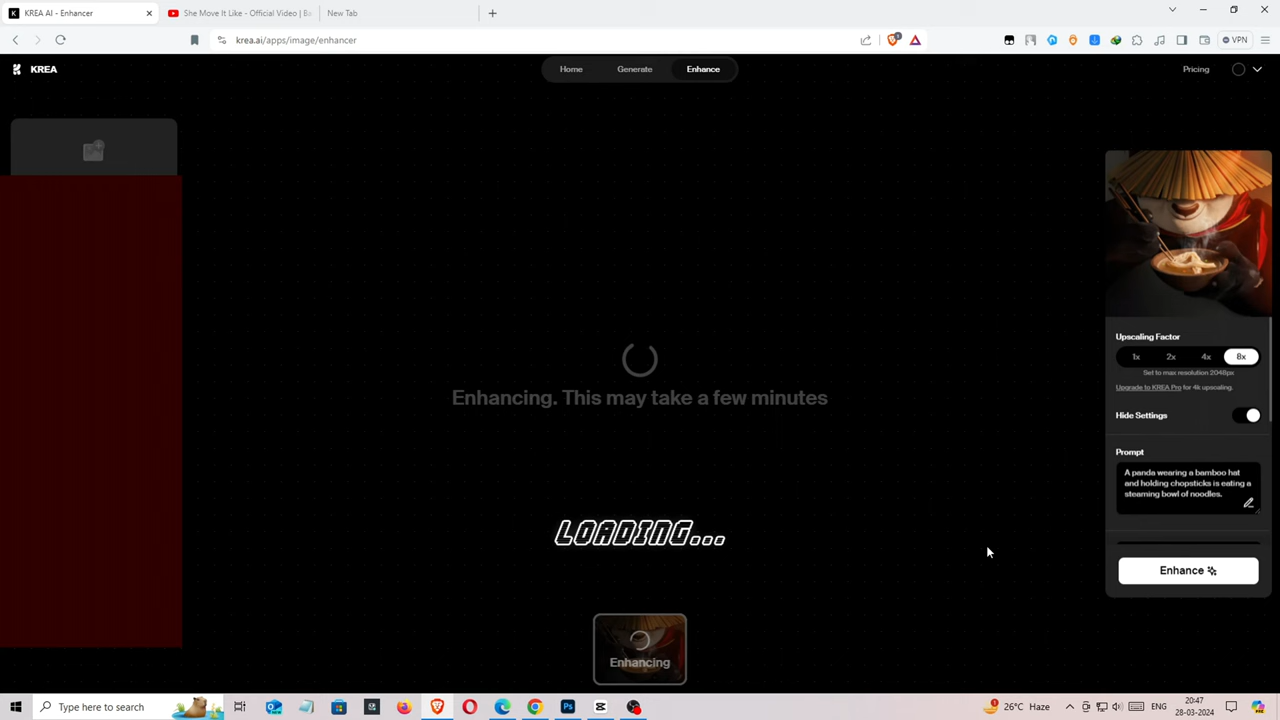 KREA AI - Enhancer
She Move It Like - Official Video | Ba
New Tab
krea.ai/apps/image/enhancer
VPN
KREA
Home
Generate
Enhance
Pricing
Upscaling Factor
1x
2x
4x
8x
Set to max resolution 2048px
Upgrade to KREA Pro for 4k upscaling.
Hide Settings
Prompt
A panda wearing a bamboo hat
and holding chopsticks is eating a
steaming bowl of noodles.
Enhancing. This may take a few minutes
LOADING...
Enhance
Enhancing
Type here to search
26°C Haze
ENG
20:47
28-03-2024